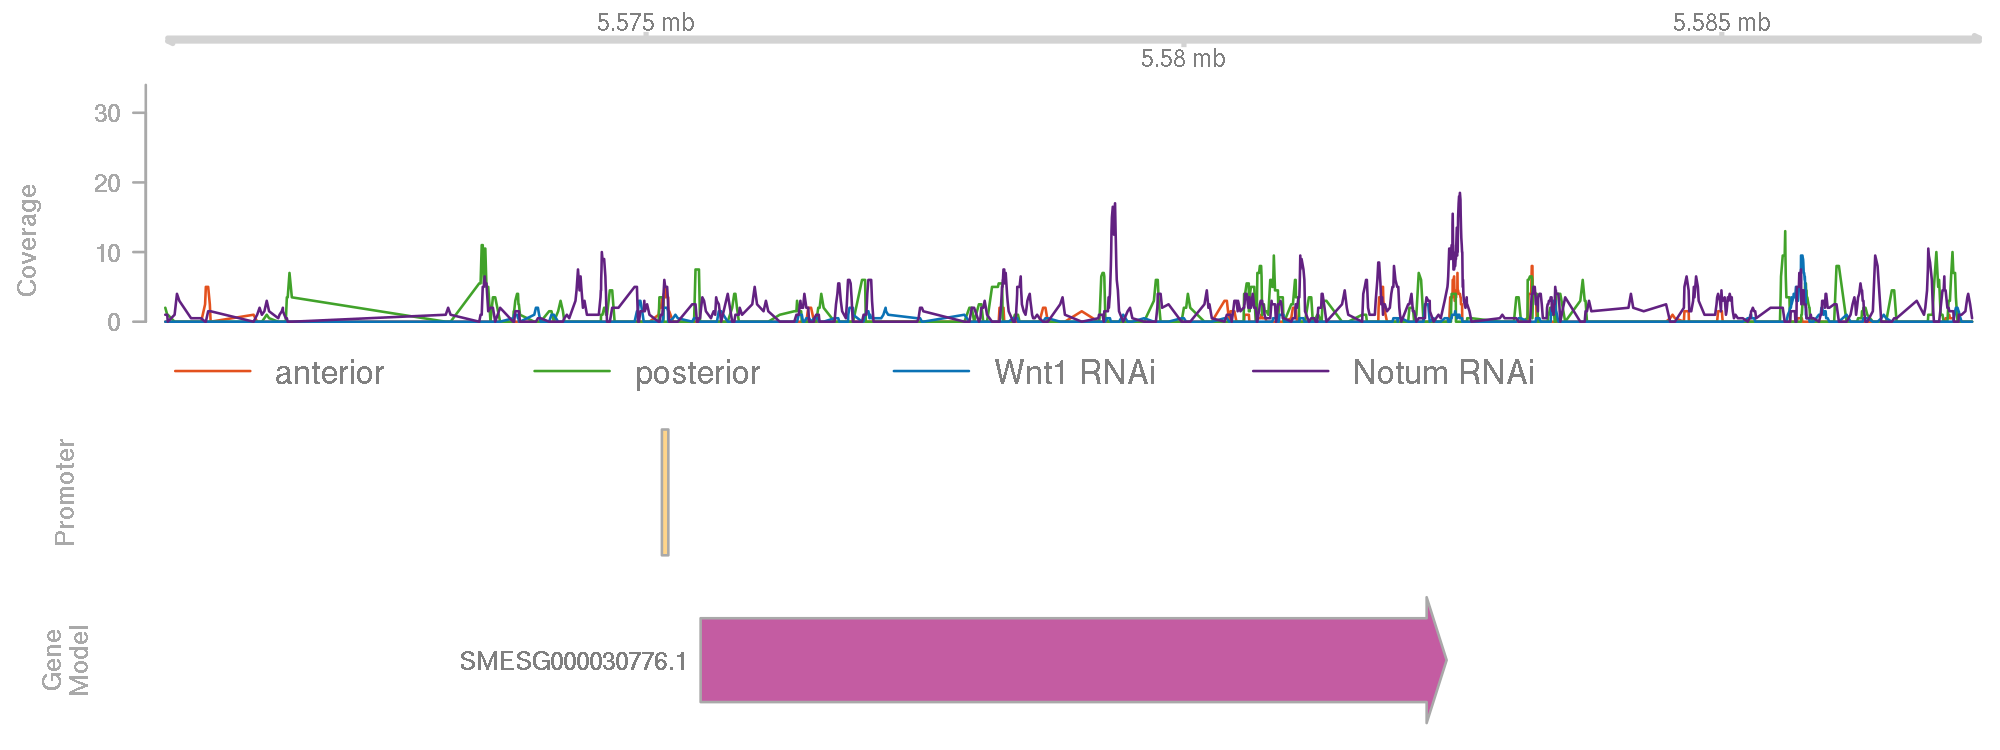 5.575 mb
5.585 mb
5.58 mb
30
20
10
0
Coverage
anterior
posterior
Wnt1 RNAi
Notum RNAi
Promoter
SMESG000030776.1
Gene
Model